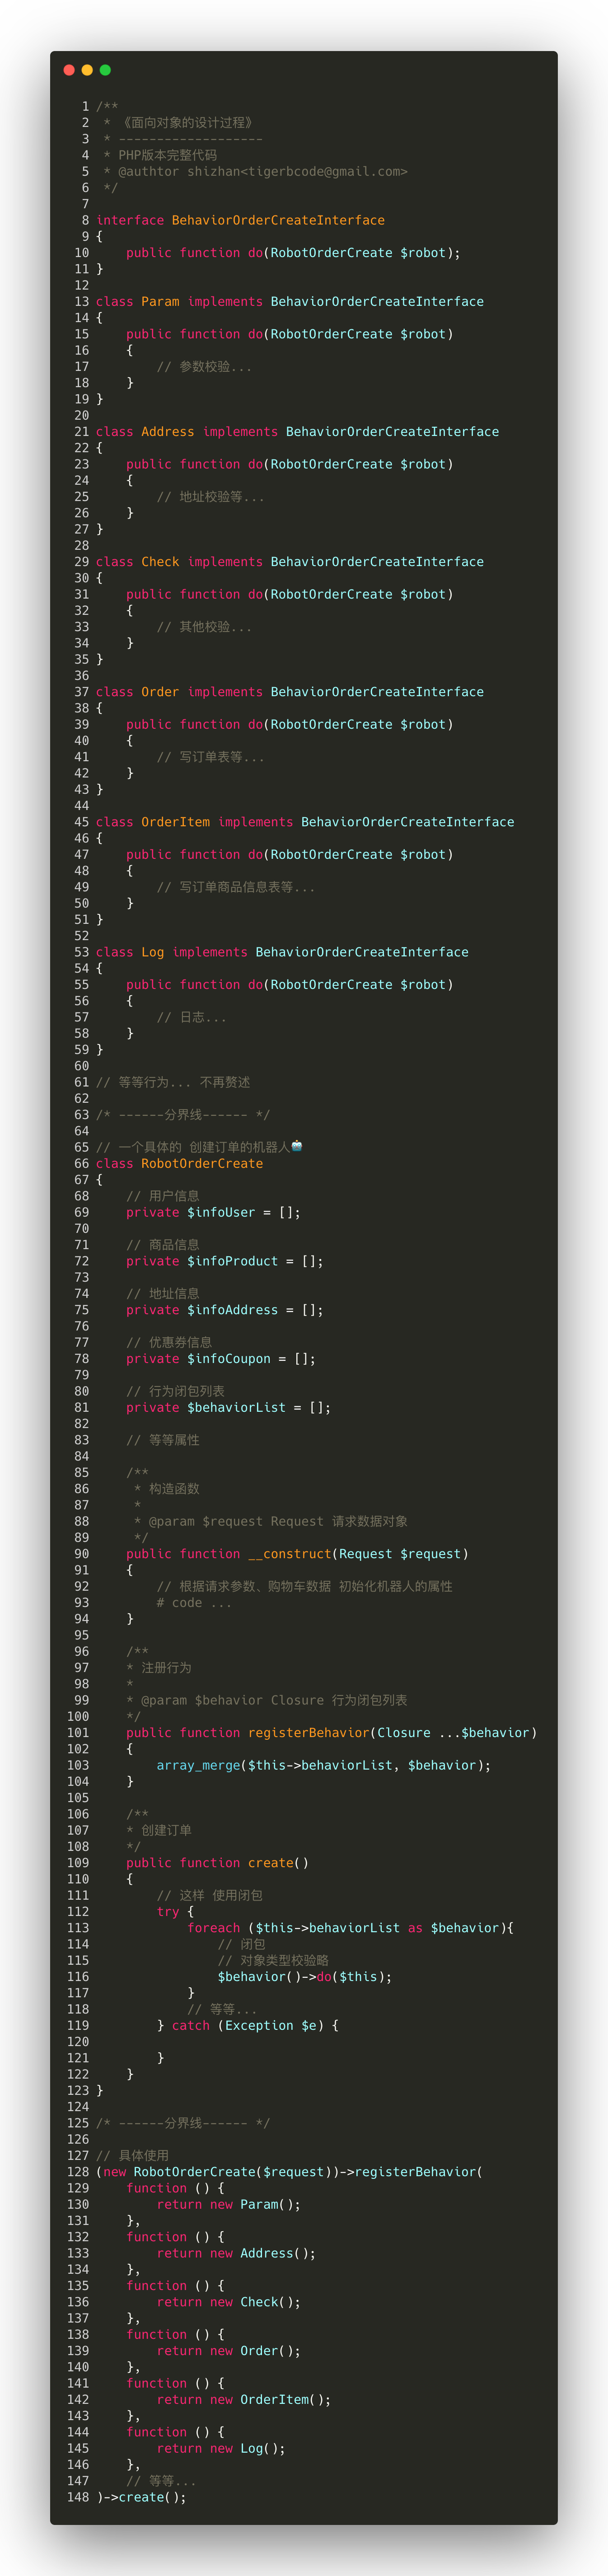 1 /**
2  * 《面向对象的设计过程》
3  * -------------------
4  * PHP版本完整代码
5  * @authtor shizhan<tigerbcode@gmail.com>
6  */
7
8 interface BehaviorOrderCreateInterface
9 {
10     public function do(RobotOrderCreate $robot);
11 }
12
13 class Param implements BehaviorOrderCreateInterface
14 {
15     public function do(RobotOrderCreate $robot)
16     {
17         // 参数校验...
18     }
19 }
20
21 class Address implements BehaviorOrderCreateInterface
22 {
23     public function do(RobotOrderCreate $robot)
24     {
25         // 地址校验等...
26     }
27 }
28
29 class Check implements BehaviorOrderCreateInterface
30 {
31     public function do(RobotOrderCreate $robot)
32     {
33         // 其他校验...
34     }
35 }
36
37 class Order implements BehaviorOrderCreateInterface
38 {
39     public function do(RobotOrderCreate $robot)
40     {
41         // 写订单表等...
42     }
43 }
44
45 class OrderItem implements BehaviorOrderCreateInterface
46 {
47     public function do(RobotOrderCreate $robot)
48     {
49         // 写订单商品信息表等...
50     }
51 }
52
53 class Log implements BehaviorOrderCreateInterface
54 {
55     public function do(RobotOrderCreate $robot)
56     {
57         // 日志...
58     }
59 }
60
61 // 等等行为... 不再赘述
62
63 /* ------分界线------ */
64
65 // 一个具体的 创建订单的机器人🤖
66 class RobotOrderCreate
67 {
68     // 用户信息
69     private $infoUser = [];
70
71     // 商品信息
72     private $infoProduct = [];
73
74     // 地址信息
75     private $infoAddress = [];
76
77     // 优惠券信息
78     private $infoCoupon = [];
79
80     // 行为闭包列表
81     private $behaviorList = [];
82
83     // 等等属性
84
85     /**
86      * 构造函数
87      *
88      * @param $request Request 请求数据对象
89      */
90     public function __construct(Request $request)
91     {
92         // 根据请求参数、购物车数据 初始化机器人的属性
93         # code ...
94     }
95
96     /**
97     * 注册行为
98     *
99     * @param $behavior Closure 行为闭包列表
100     */
101     public function registerBehavior(Closure ...$behavior)
102     {
103         array_merge($this->behaviorList, $behavior);
104     }
105
106     /**
107     * 创建订单
108     */
109     public function create()
110     {
111         // 这样 使用闭包
112         try {
113             foreach ($this->behaviorList as $behavior){
114                 // 闭包
115                 // 对象类型校验略
116                 $behavior()->do($this);
117             }
118             // 等等...
119         } catch (Exception $e) {
120
121         }
122     }
123 }
124
125 /* ------分界线------ */
126
127 // 具体使用
128 (new RobotOrderCreate($request))->registerBehavior(
129     function () {
130         return new Param();
131     },
132     function () {
133         return new Address();
134     },
135     function () {
136         return new Check();
137     },
138     function () {
139         return new Order();
140     },
141     function () {
142         return new OrderItem();
143     },
144     function () {
145         return new Log();
146     },
147     // 等等...
148 )->create();